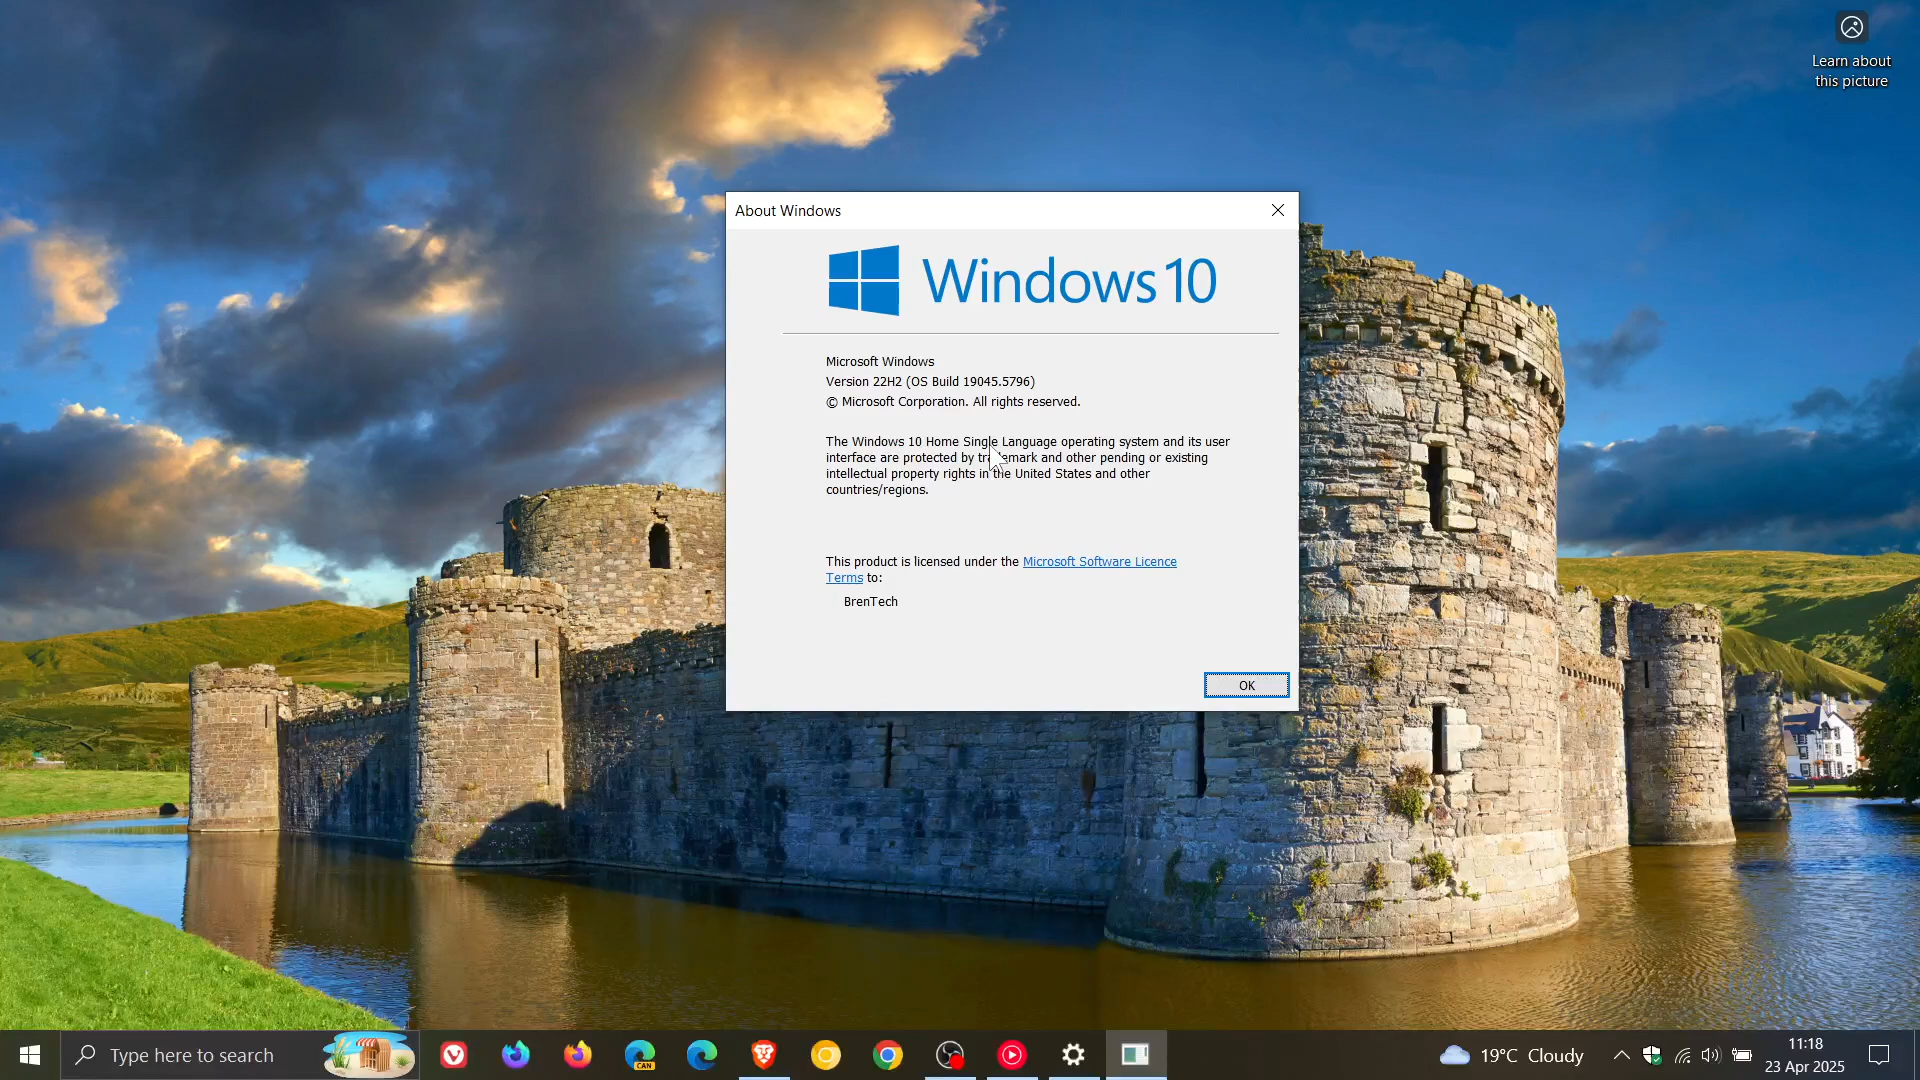 Learn about
this picture
About Windows
Windows 10
Microsoft Windows
Version 22H2 (OS Build 19045.5796)
© Microsoft Corporation. All rights reserved.
The Windows 10 Home Single Language operating system and its user
interface are protected by trademark and other pending or existing
intellectual property rights in the United States and other
countries/regions.
This product is licensed under the Microsoft Software Licence
Terms to:
BrenTech
OK
Type here to search
CAN
19°C Cloudy
11:18
23 Apr 2025